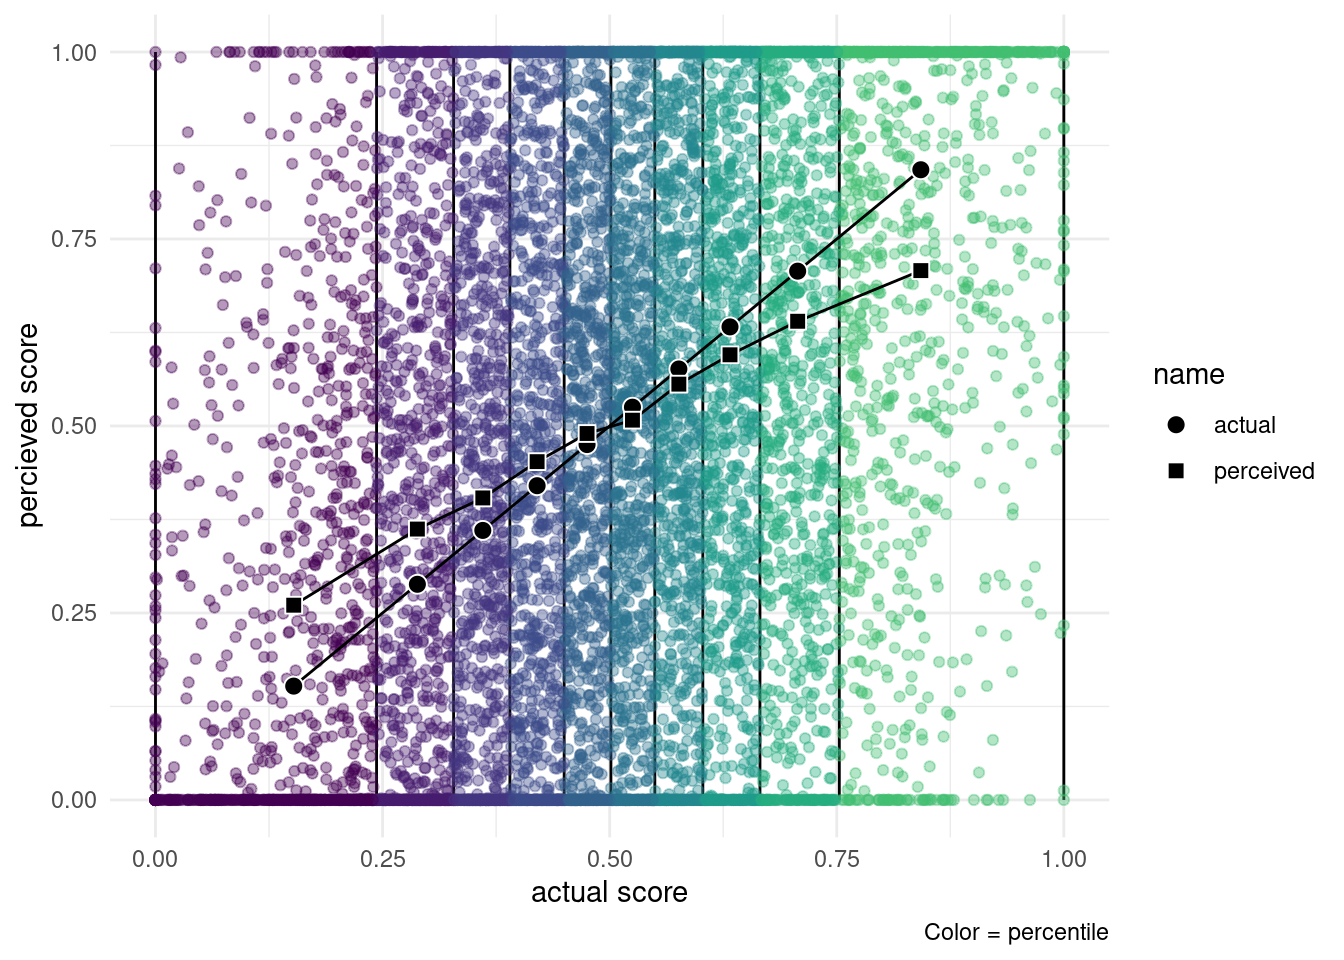 1.00
0.75
0.50
0.25
0.00
percieved score
0.00 0.25 0.50 0.75 1.00
actual score
Color = percentile
name
actual
perceived